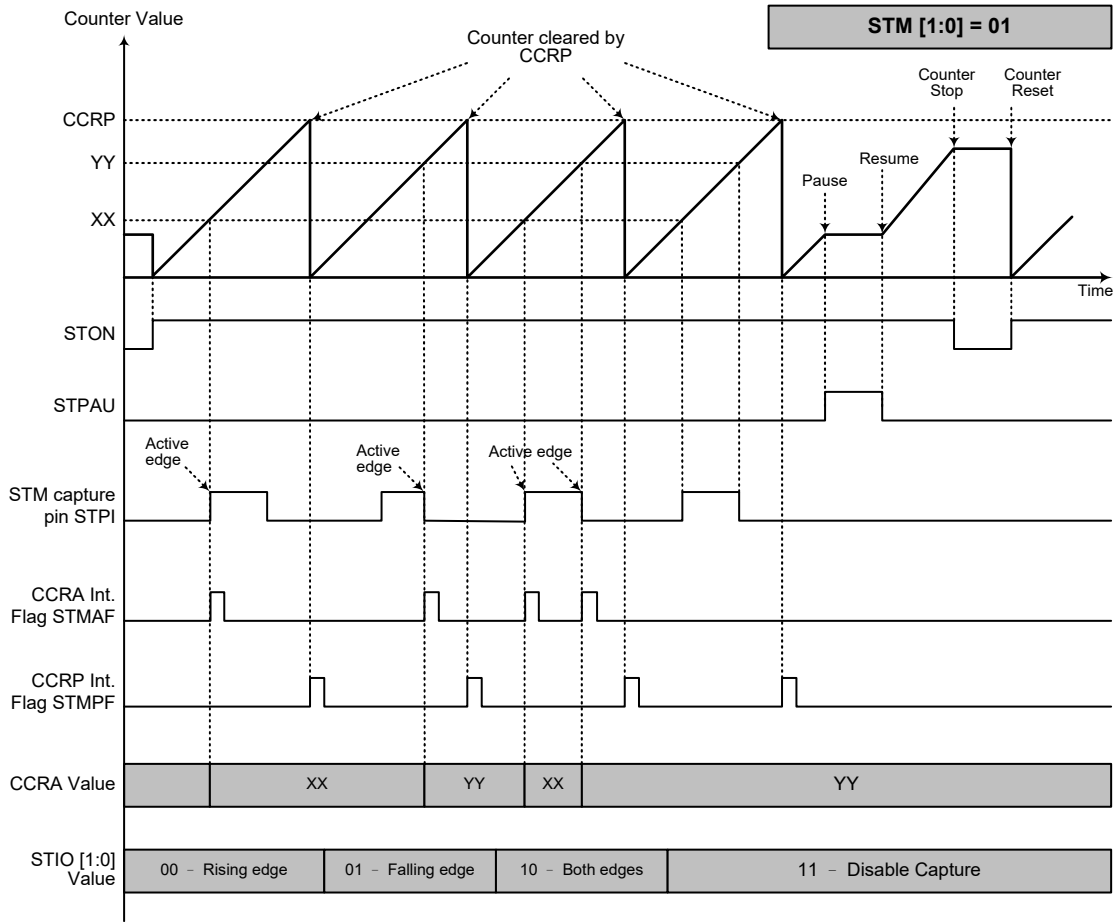 Counter Value
STM [1:0] = 01
Counter cleared by
CCRP
Counter
Stop
Counter
Reset
CCRP
YY
Resume
Pause
XX
Time
STON
STPAU
Active
edge
Active
edge
Active edge
STM capture
pin STPI
CCRA Int.
Flag STMAF
CCRP Int.
Flag STMPF
CCRA Value
XX
YY
XX
YY
STIO [1:0]
Value
00 – Rising edge
01 – Falling edge
10 – Both edges
11 – Disable Capture